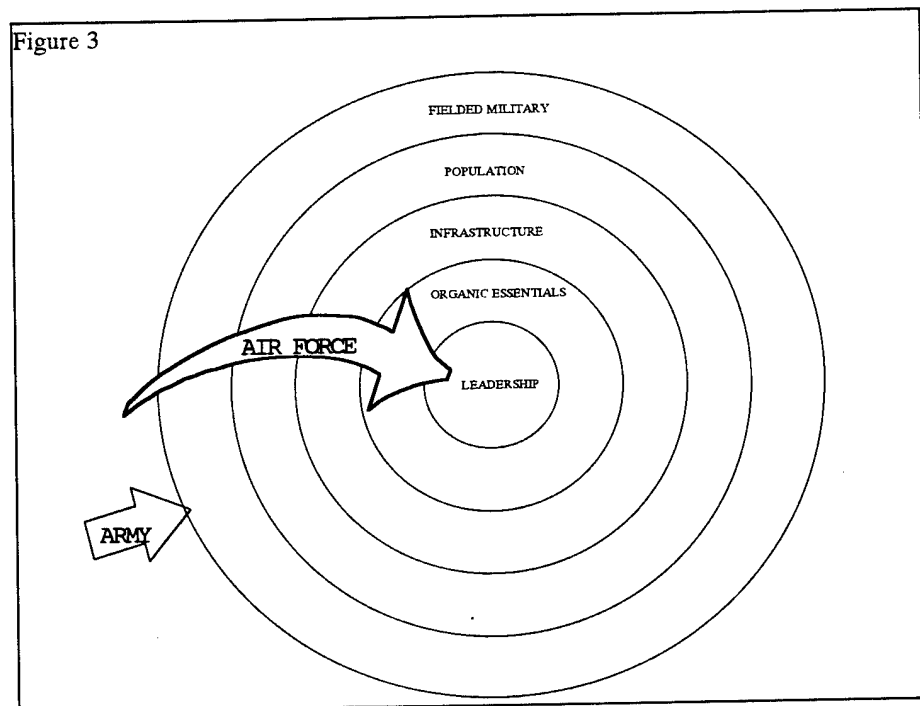 Figure 3
FIELDED MILITARY
POPULATION
INFRASTRUCTURE
ORGANIC ESSENTIALS
AIR FORCE
LEADERSHIP
ARMY